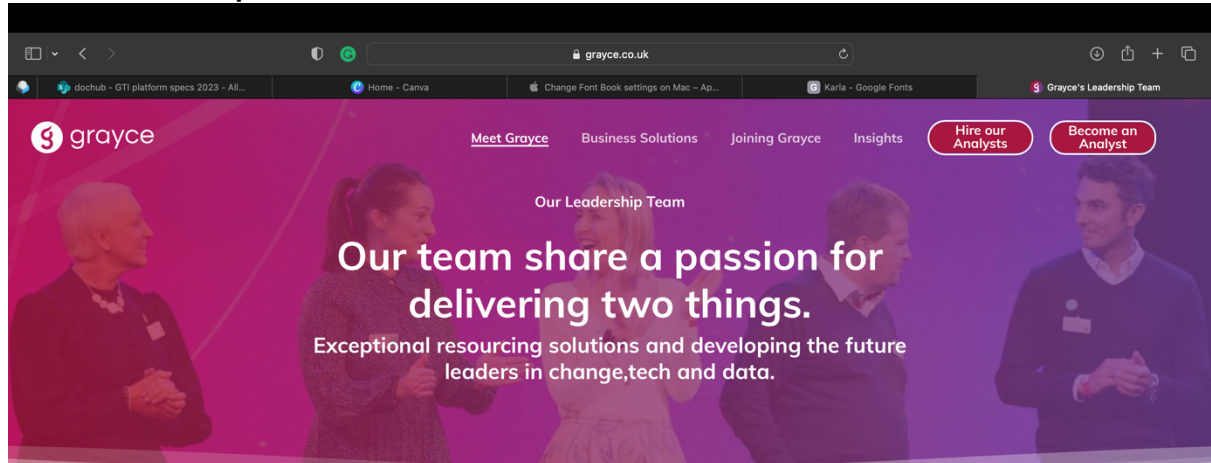 grayce.co.uk
dochub - GTI platform specs 2023 - All...
Home - Canva
Change Font Book settings on Mac – Ap...
G Karla - Google Fonts
Grayce's Leadership Team
grayce
Meet Grayce
Business Solutions
Joining Grayce
Insights
Hire our
Analysts
Become an
Analyst
Our Leadership Team
Our team share a passion for
delivering two things.
Exceptional resourcing solutions and developing the future
leaders in change,tech and data.